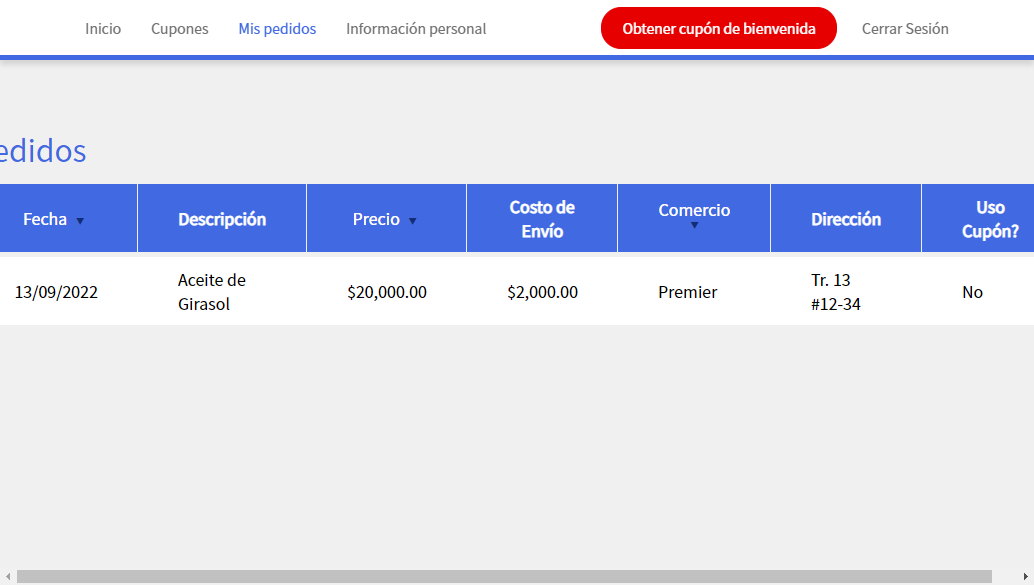 Inicio Cupones Mis pedidos Información personal Obtener cupón de bienvenida Cerrar Sesión
edidos
Fecha Descripción Precio Costo de Envío Comercio Dirección Uso Cupón?
13/09/2022 Aceite de Girasol $20,000.00 $2,000.00 Premier Tr. 13 #12-34 No